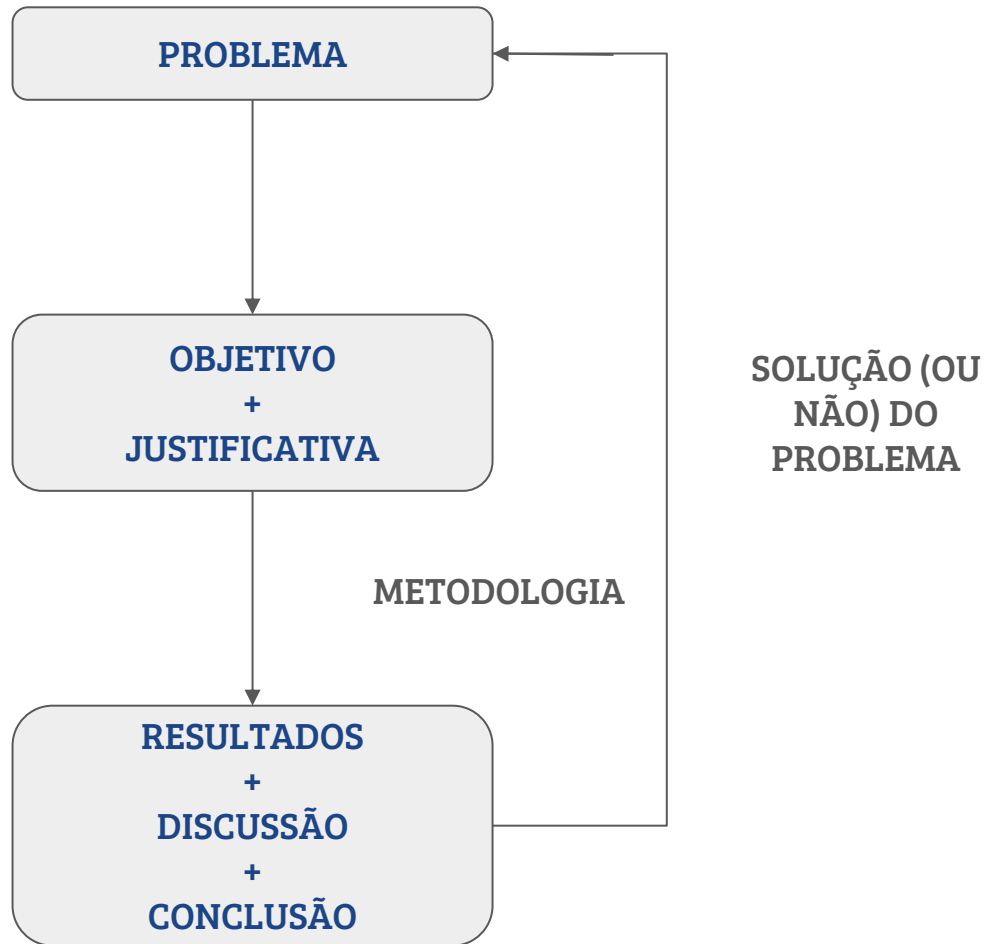 PROBLEMA
OBJETIVO
+
JUSTIFICATIVA
SOLUÇÃO (OU
NÃO) DO
PROBLEMA
METODOLOGIA
RESULTADOS
+
DISCUSSÃO
+
CONCLUSÃO